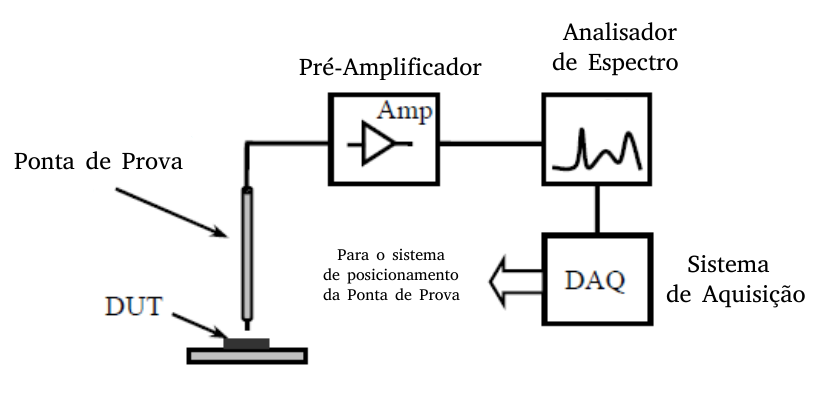 Analisador
de Espectro
Pré-Amplificador
Amp
Ponta de Prova
Para o sistema
de posicionamento
da Ponta de Prova
DAQ
Sistema
de Aquisição
DUT